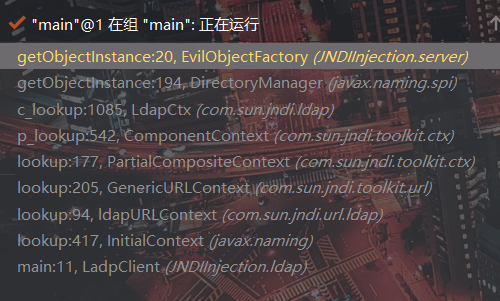 "main"@1 在组 "main": 正在运行
getObjectInstance:20, EvilObjectFactory (JNDIInjection.server)
getObjectInstance:194, DirectoryManager (javax.naming.spi)
c_lookup:1085, LdapCtx (com.sun.jndi.ldap)
p_lookup:542, ComponentContext (com.sun.jndi.toolkit.ctx)
lookup:177, PartialCompositeContext (com.sun.jndi.toolkit.ctx)
lookup:205, GenericURLContext (com.sun.jndi.toolkit.url)
lookup:94, ldapURLContext (com.sun.jndi.url.ldap)
lookup:417, InitialContext (javax.naming)
main:11, LadpClient (JNDIInjection.ldap)